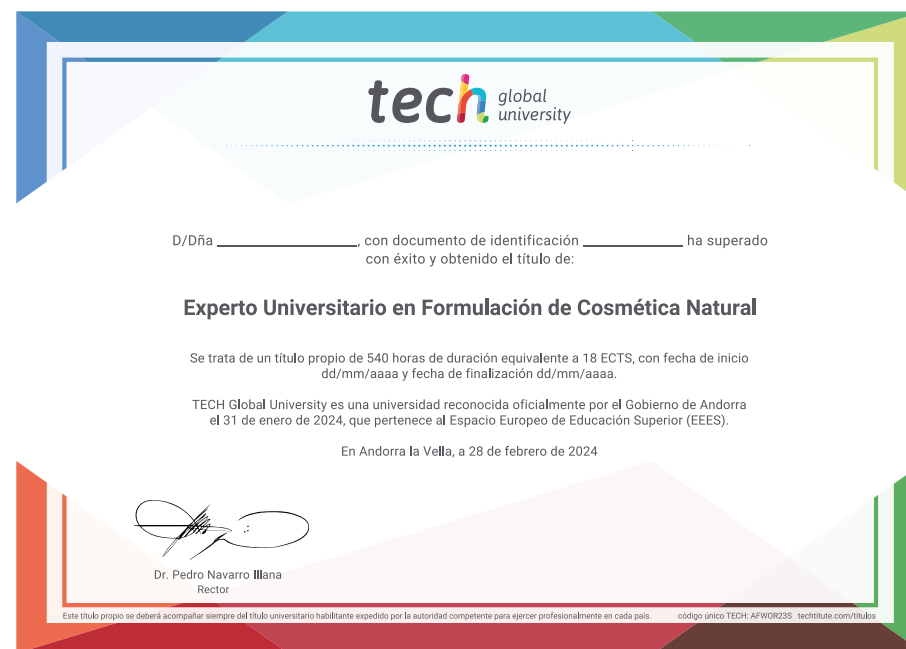 tech global university
D/Dña ____________________, con documento de identificación ______________ ha superado
con éxito y obtenido el título de:
Experto Universitario en Formulación de Cosmética Natural
Se trata de un título propio de 540 horas de duración equivalente a 18 ECTS, con fecha de inicio
dd/mm/aaaa y fecha de finalización dd/mm/aaaa.
TECH Global University es una universidad reconocida oficialmente por el Gobierno de Andorra
el 31 de enero de 2024, que pertenece al Espacio Europeo de Educación Superior (EEES).
En Andorra la Vella, a 28 de febrero de 2024
Dr. Pedro Navarro Illana
Rector
Este título propio se deberá acompañar siempre del título universitario habilitante expedido por la autoridad competente para ejercer profesionalmente en cada país. código único TECH: AFWOR23S techtitute.com/titulos